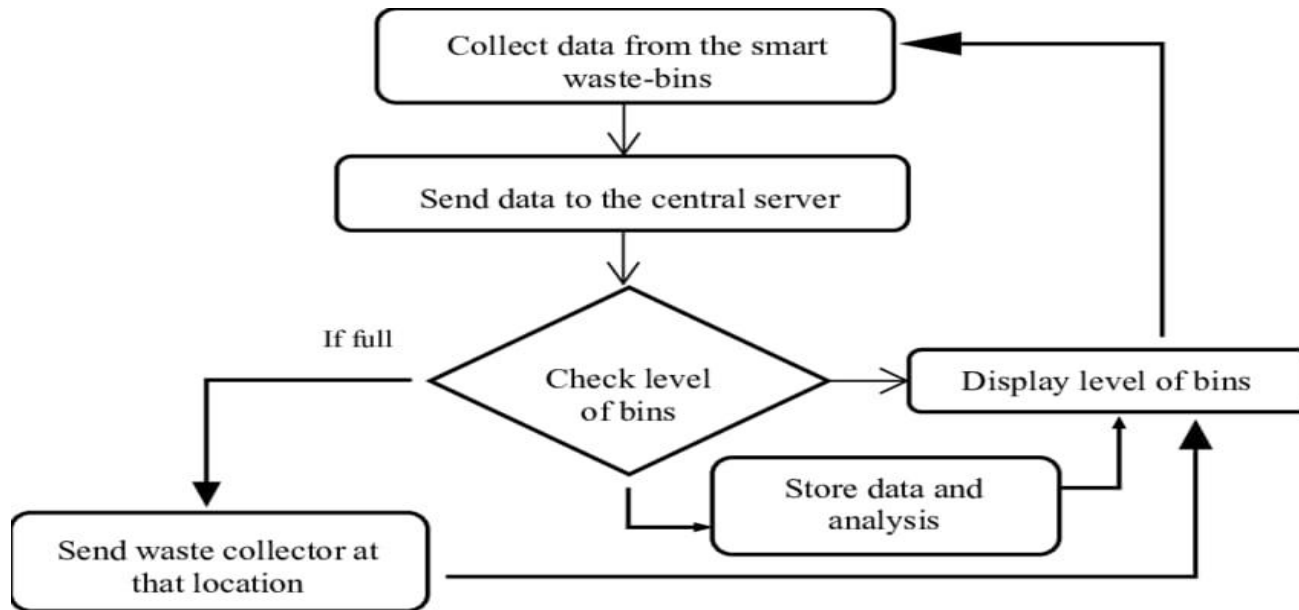 Collect data from the smart
waste-bins
Send data to the central server
If full
Check level
of bins
Display level of bins
Store data and
analysis
Send waste collector at
that location